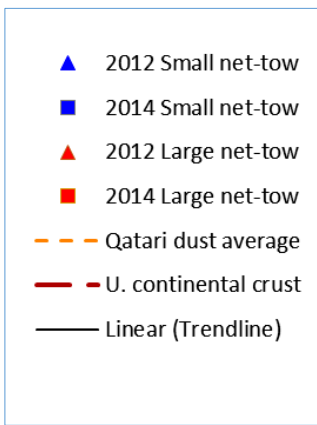 2012 Small net-tow
2014 Small net-tow
2012 Large net-tow
2014 Large net-tow
Qatari dust average
U. continental crust
Linear (Trendline)